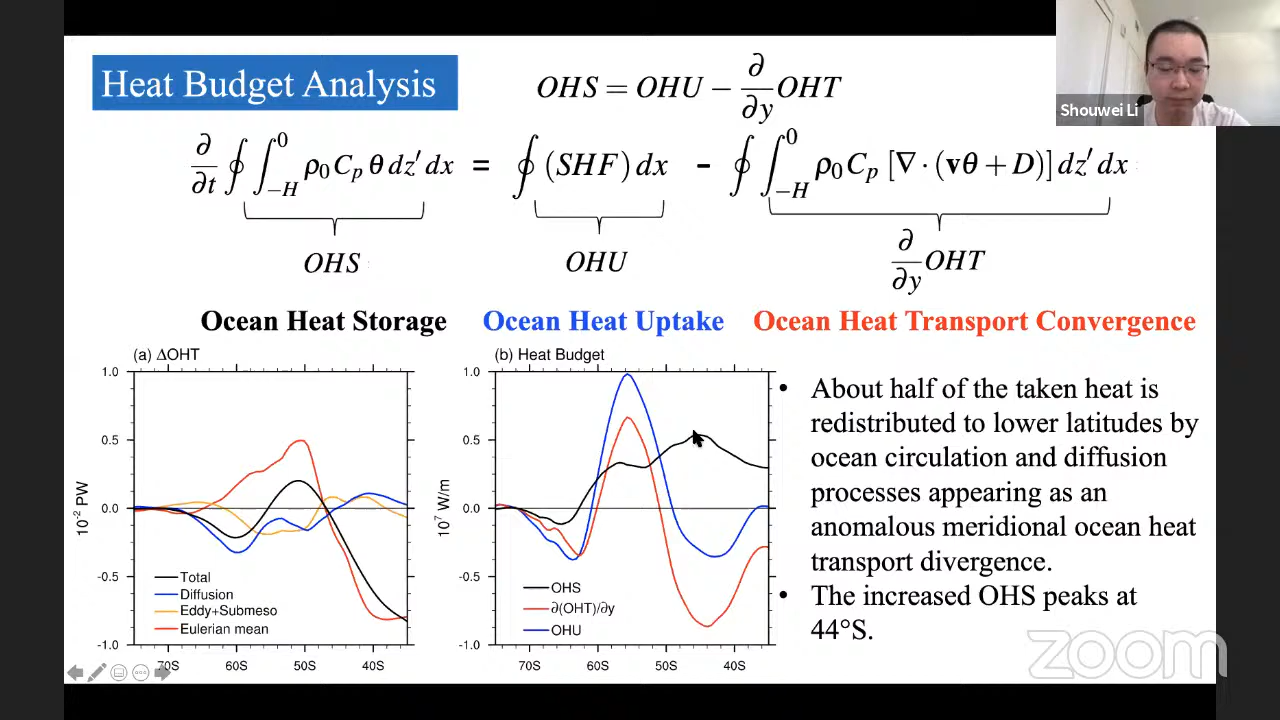 Heat Budget Analysis
OHS = OHU − ∂/∂y OHT
Shouwei Li
∂/∂t ∮ ∫_{-H}^{0} ρ₀ C_p θ dz′ dx = ∮ (SHF) dx - ∮ ∫_{-H}^{0} ρ₀ C_p [∇ · (vθ + D)] dz′ dx
OHS
OHU
∂/∂y OHT
Ocean Heat Storage
Ocean Heat Uptake
Ocean Heat Transport Convergence
(a) ΔOHT
10⁻² PW
1.0
0.5
0.0
-0.5
-1.0
Total
Diffusion
Eddy+Submeso
Eulerian mean
70S 60S 50S 40S
(b) Heat Budget
10⁷ W/m
1.0
0.5
0.0
-0.5
-1.0
OHS
∂(OHT)/∂y
OHU
70S 60S 50S 40S
• About half of the taken heat is
redistributed to lower latitudes by
ocean circulation and diffusion
processes appearing as an
anomalous meridional ocean heat
transport divergence.
• The increased OHS peaks at
44°S.
zoom